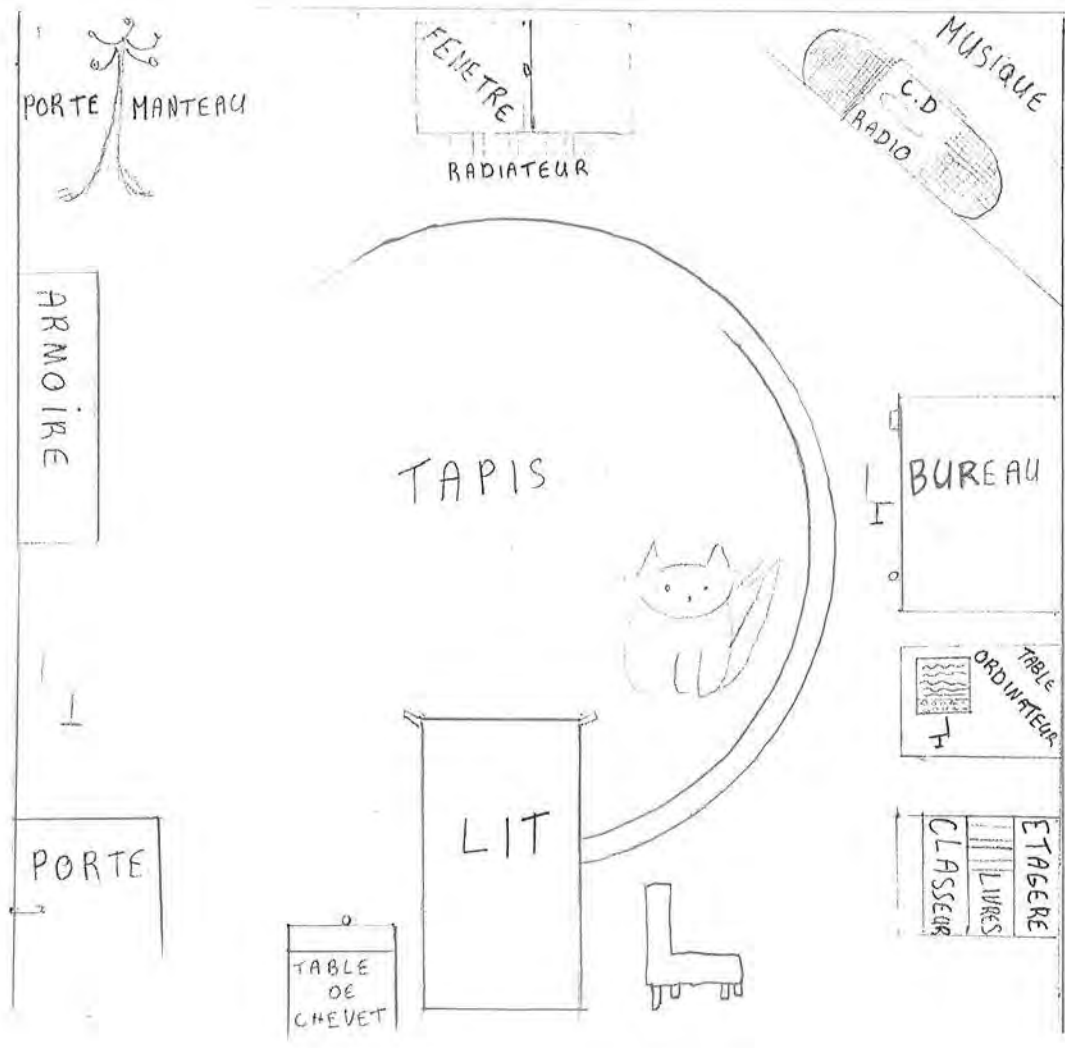 PORTE MANTEAU
FENETRE
RADIATEUR
MUSIQUE
C.D
RADIO
ARMOIRE
TAPIS
BUREAU
TABLE
ORDINATEUR
LIT
PORTE
CLASSEUR
LIVRES
ETAGERE
TABLE
DE
CHEVET